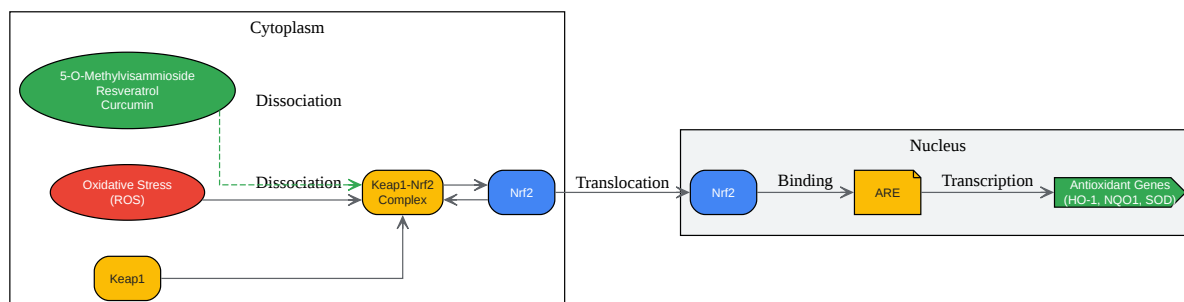 Cytoplasm
5-O-Methylvisammioside
Resveratrol
Curcumin
Dissociation
Oxidative Stress
(ROS)
Dissociation
Keap1-Nrf2
Complex
Nrf2
Keap1
Translocation
Nucleus
Nrf2
Binding
ARE
Transcription
Antioxidant Genes
(HO-1, NQO1, SOD)